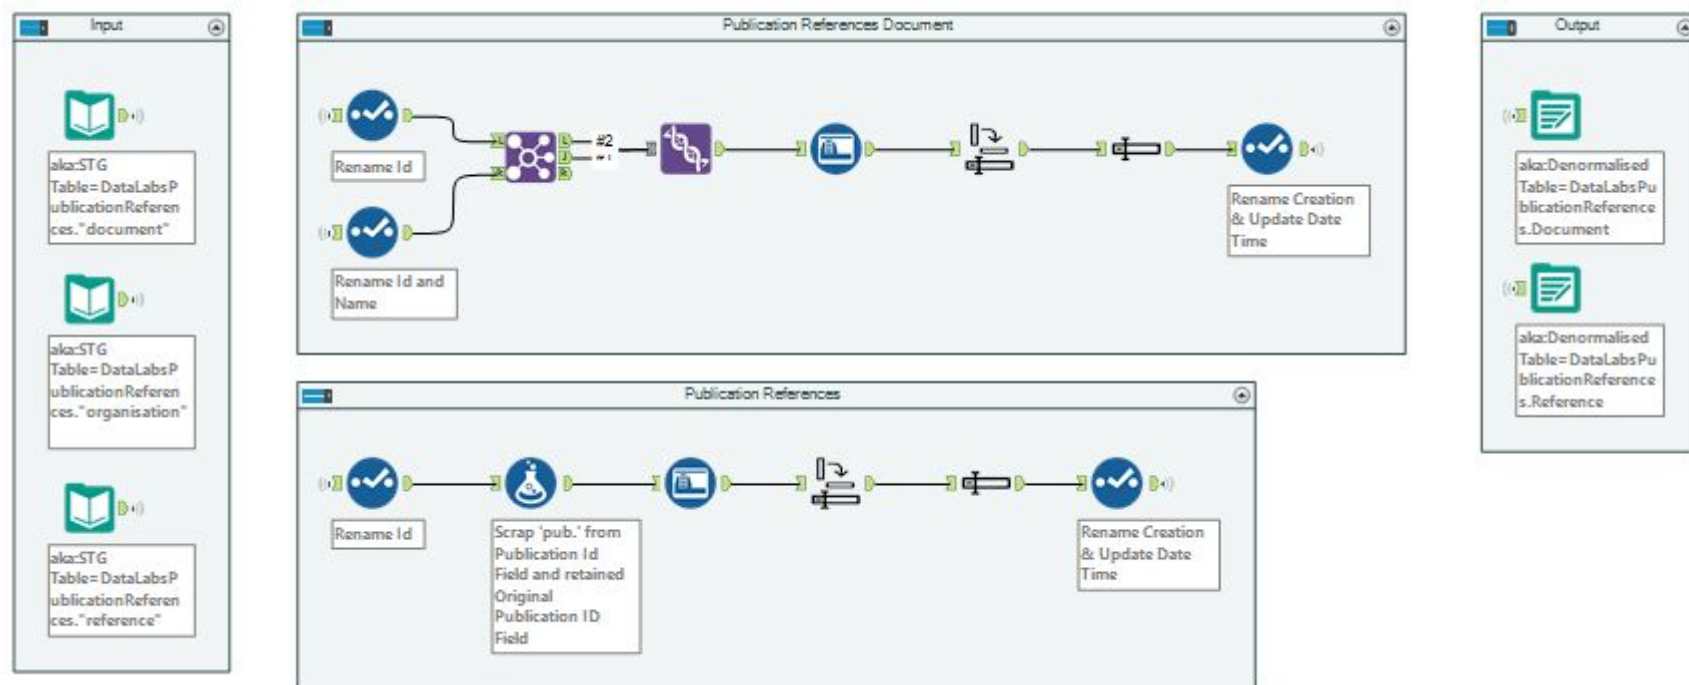 Input
aka:STG
Table=DataLabsP
ublicationReferen
ces."document"
aka:STG
Table=DataLabsP
ublicationReferen
ces."organisation"
aka:STG
Table=DataLabsP
ublicationReferen
ces."reference"
Publication References Document
Rename Id
Rename Id and
Name
#2
Rename Creation
& Update Date
Time
Publication References
Rename Id
Scrap 'pub.' from
Publication Id
Field and retained
Original
Publication ID
Field
Rename Creation
& Update Date
Time
Output
aka:Denormalised
Table=DataLabsPu
blicationReference
s.Document
aka:Denormalised
Table=DataLabsPu
blicationReference
s.Reference